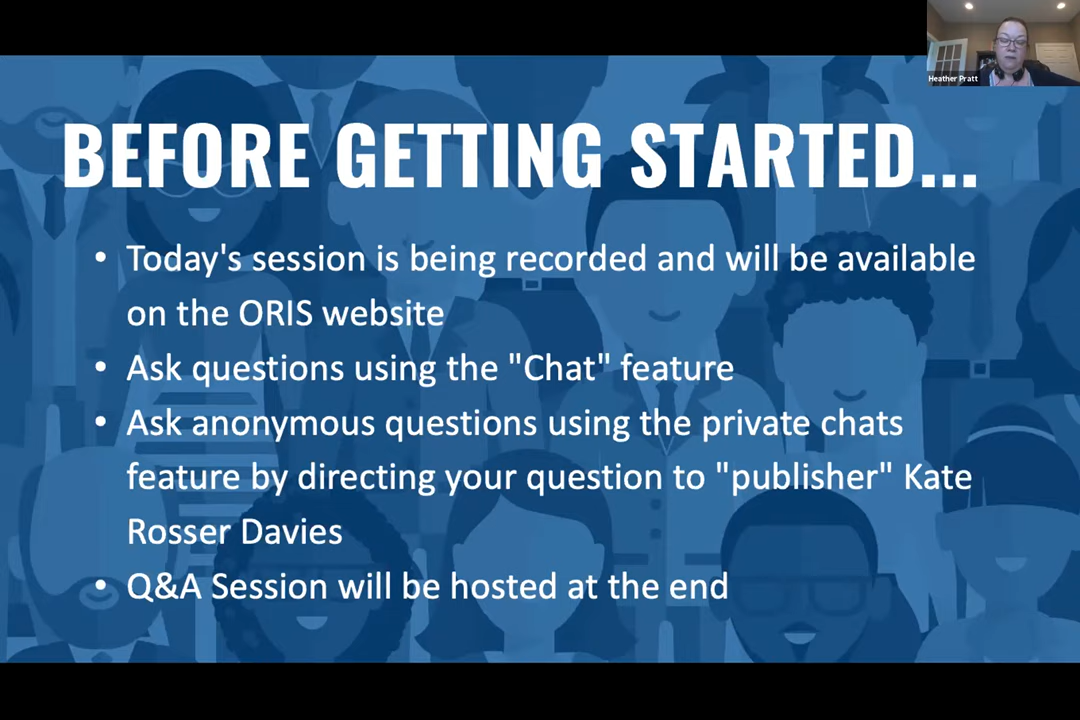 Heather Pratt
BEFORE GETTING STARTED...
• Today's session is being recorded and will be available
on the ORIS website
• Ask questions using the "Chat" feature
• Ask anonymous questions using the private chats
feature by directing your question to "publisher" Kate
Rosser Davies
• Q&A Session will be hosted at the end